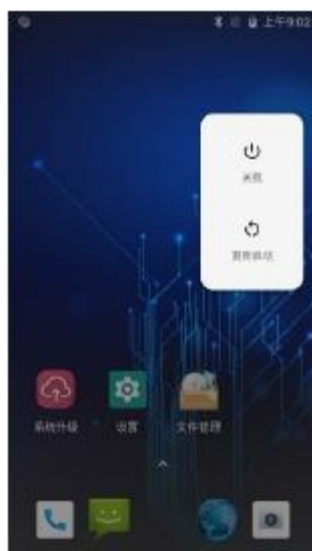 上午9:02
关机
重新启动
系统升级
设置
文件管理